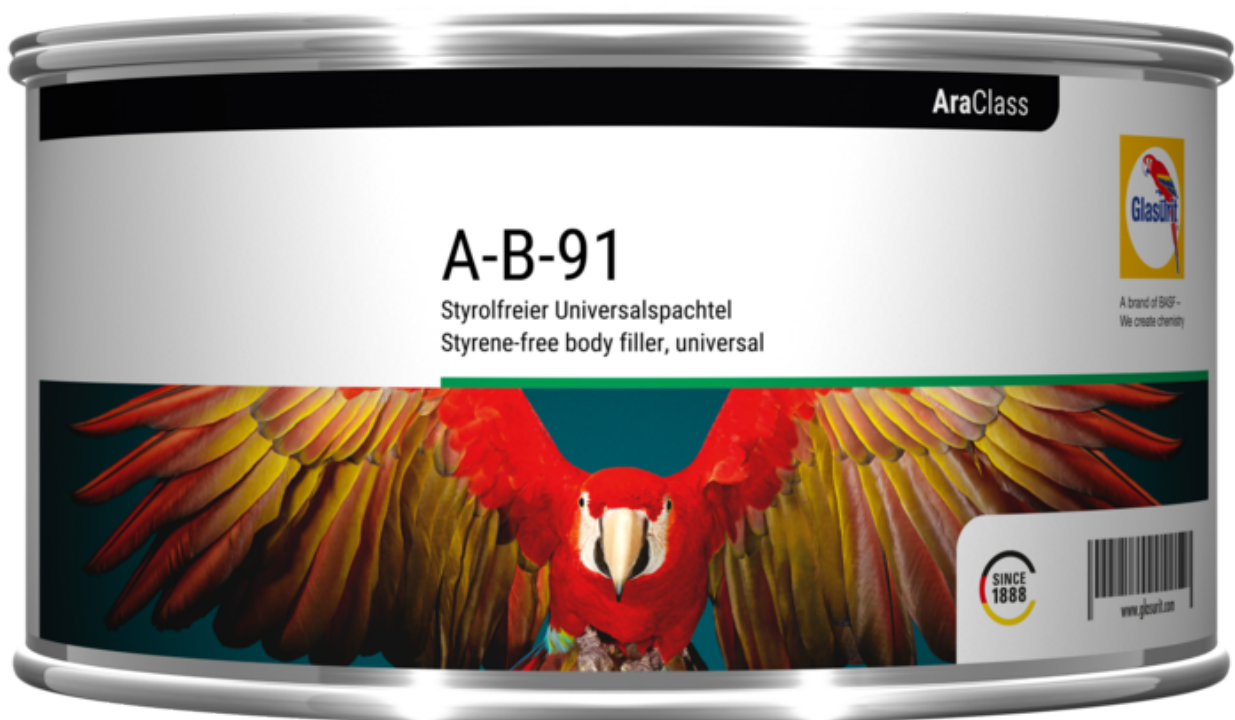 AraClass
A-B-91
Styrolfreier Universalspachtel
Styrene-free body filler, universal
Glasurit
A brand of BASF –
We create chemistry
SINCE
1888
www.glasurit.com